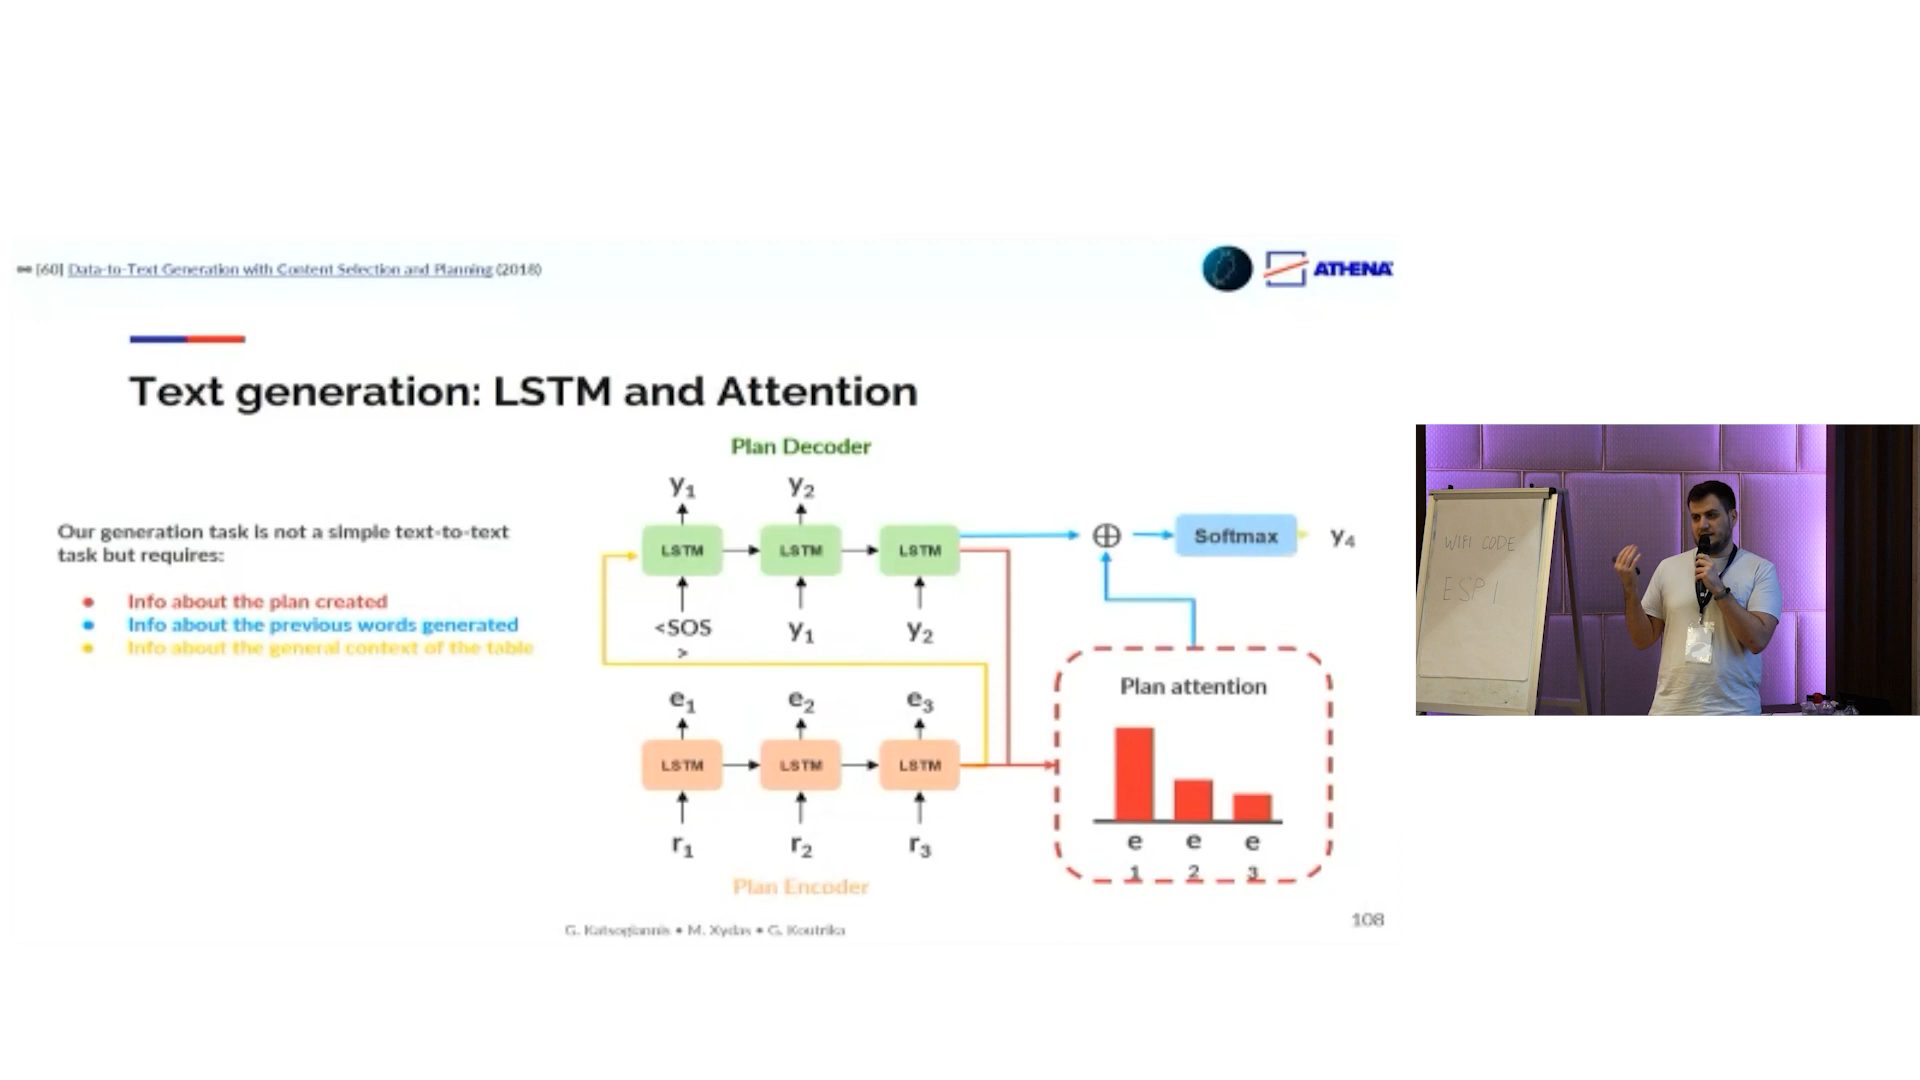 [60] Data-to-Text Generation with Content Selection and Planning (2018)
ATHENA
Text generation: LSTM and Attention
Plan Decoder
y1 y2
Our generation task is not a simple text-to-text
task but requires:
Info about the plan created
Info about the previous words generated
Info about the general context of the table
LSTM LSTM LSTM
<SOS
>
y1 y2
Softmax y4
e1 e2 e3
LSTM LSTM LSTM
r1 r2 r3
Plan Encoder
Plan attention
e e e
1 2 3
G. Katsogiannis • M. Xydas • G. Koutrika
108
WIFI CODE
ESP1